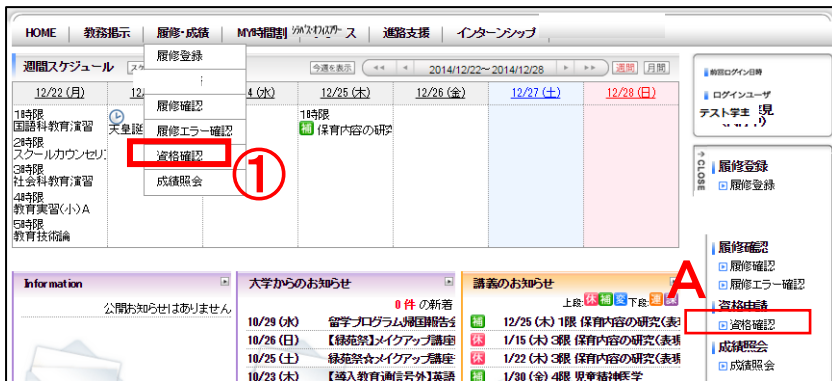 HOME
教務掲示
履修・成績
MY時間割
ス
進路支援
インターンシップ
履修登録
履修確認
履修エラー確認
資格確認
成績照会
①
週間スケジュール
今週を表示
2014/12/22～2014/12/28
週間
月間
12/22 (月)
4 (水)
12/25 (木)
12/26 (金)
12/27 (土)
12/28 (日)
1時限
国語科教育演習
2時限
スクールカウンセリ
3時限
社会科教育演習
4時限
教育実習(小)A
5時限
教育技術論
天皇誕
1時限
補 保育内容の研究
前回ログイン日時
ログインユーザ
テスト学生
CLOSE
履修登録
履修登録
履修確認
履修確認
履修エラー確認
A
資格申請
資格確認
成績照会
成績照会
Information
公開お知らせはありません
大学からのお知らせ
0 件 の新着
10/29 (水) 留学プログラム帰国報告会
10/26 (日) 【緑苑祭】メイクアップ講座
10/25 (土) 緑苑祭☆メイクアップ講座
10/23 (木) 【導入教育通信号外】英語
講義のお知らせ
上段:休補変下段:
補 12/25 (木) 1限 保育内容の研究(表現
休 1/15 (木) 3限 保育内容の研究(表現
休 1/22 (木) 3限 保育内容の研究(表現
補 1/30 (金) 4限 児童精神医学